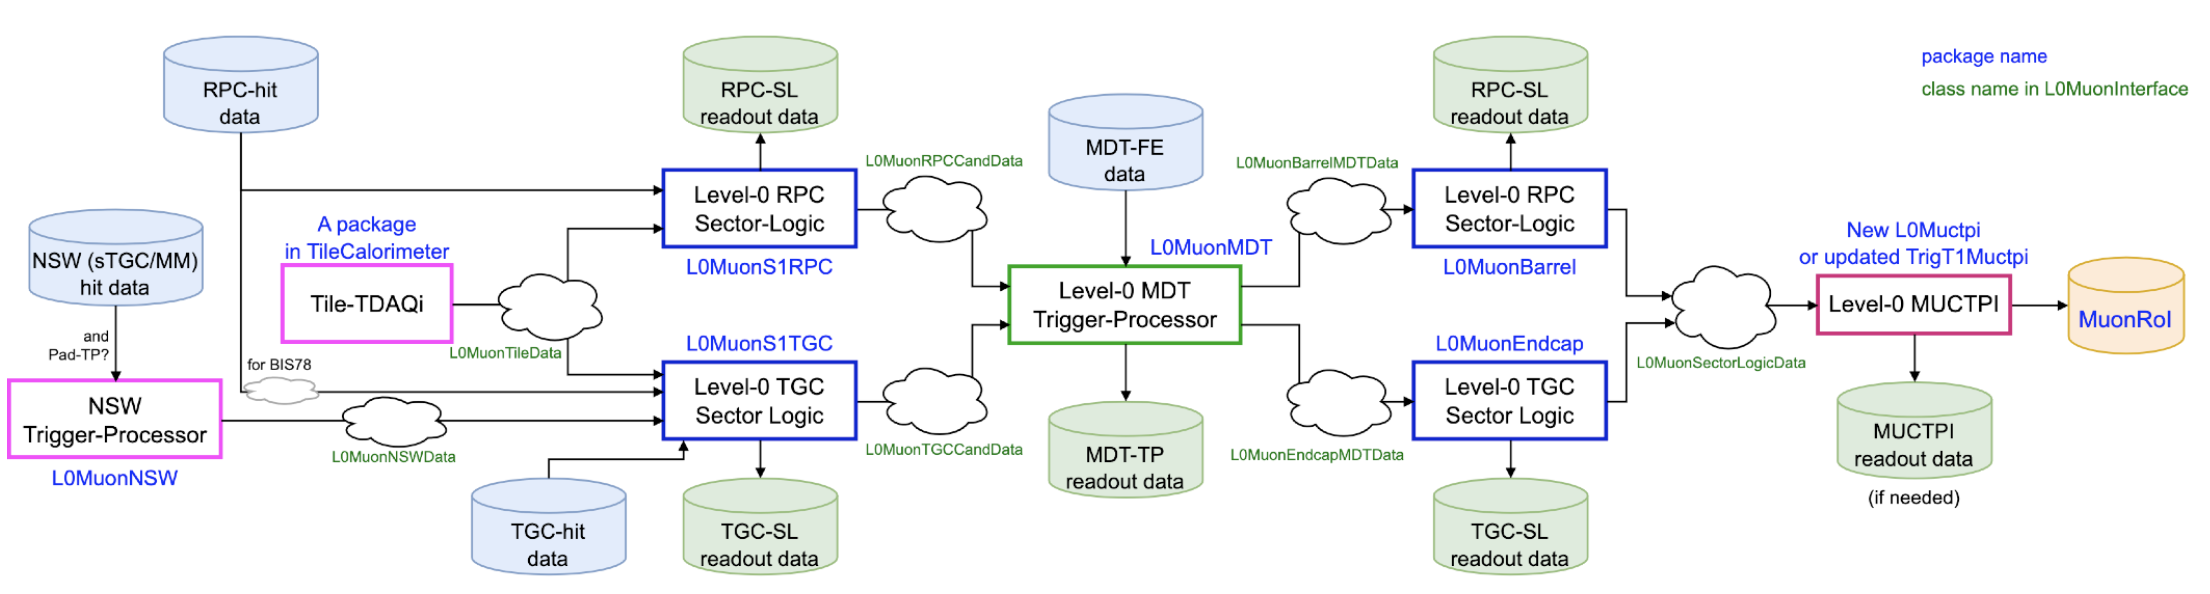 package name
class name in L0MuonInterface
RPC-hit
data
RPC-SL
readout data
MDT-FE
data
RPC-SL
readout data
L0MuonRPCCandData
L0MuonBarrelMDTData
Level-0 RPC
Sector-Logic
L0MuonS1RPC
Level-0 RPC
Sector-Logic
L0MuonBarrel
NSW (sTGC/MM)
hit data
A package
in TileCalorimeter
Tile-TDAQi
L0MuonTileData
L0MuonMDT
Level-0 MDT
Trigger-Processor
New L0Muctpi
or updated TrigT1Muctpi
Level-0 MUCTPI
MuonRoI
and
Pad-TP?
for BIS78
L0MuonS1TGC
Level-0 TGC
Sector Logic
L0MuonEndcap
Level-0 TGC
Sector Logic
L0MuonSectorLogicData
NSW
Trigger-Processor
L0MuonNSW
L0MuonNSWData
L0MuonTGCCandData
L0MuonEndcapMDTData
MDT-TP
readout data
MUCTPI
readout data
(if needed)
TGC-hit
data
TGC-SL
readout data
TGC-SL
readout data